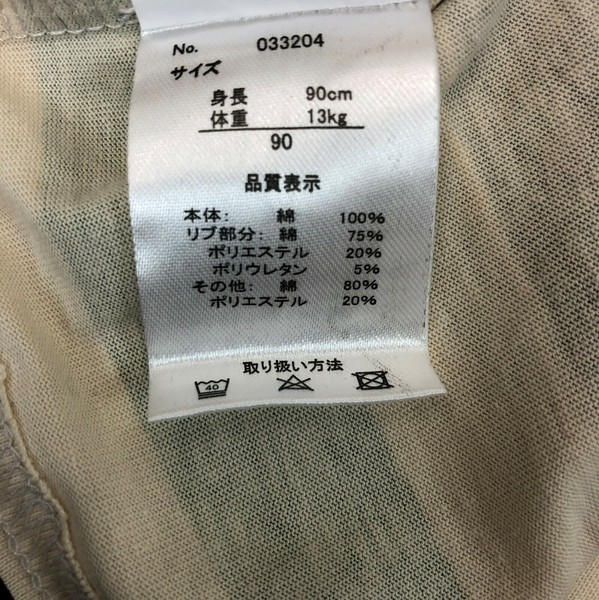 No. 033204
サイズ
身長 90cm
体重 13kg
90
品質表示
本体: 綿 100%
リブ部分: 綿 75%
ポリエステル 20%
ポリウレタン 5%
その他: 綿 80%
ポリエステル 20%
取り扱い方法
40